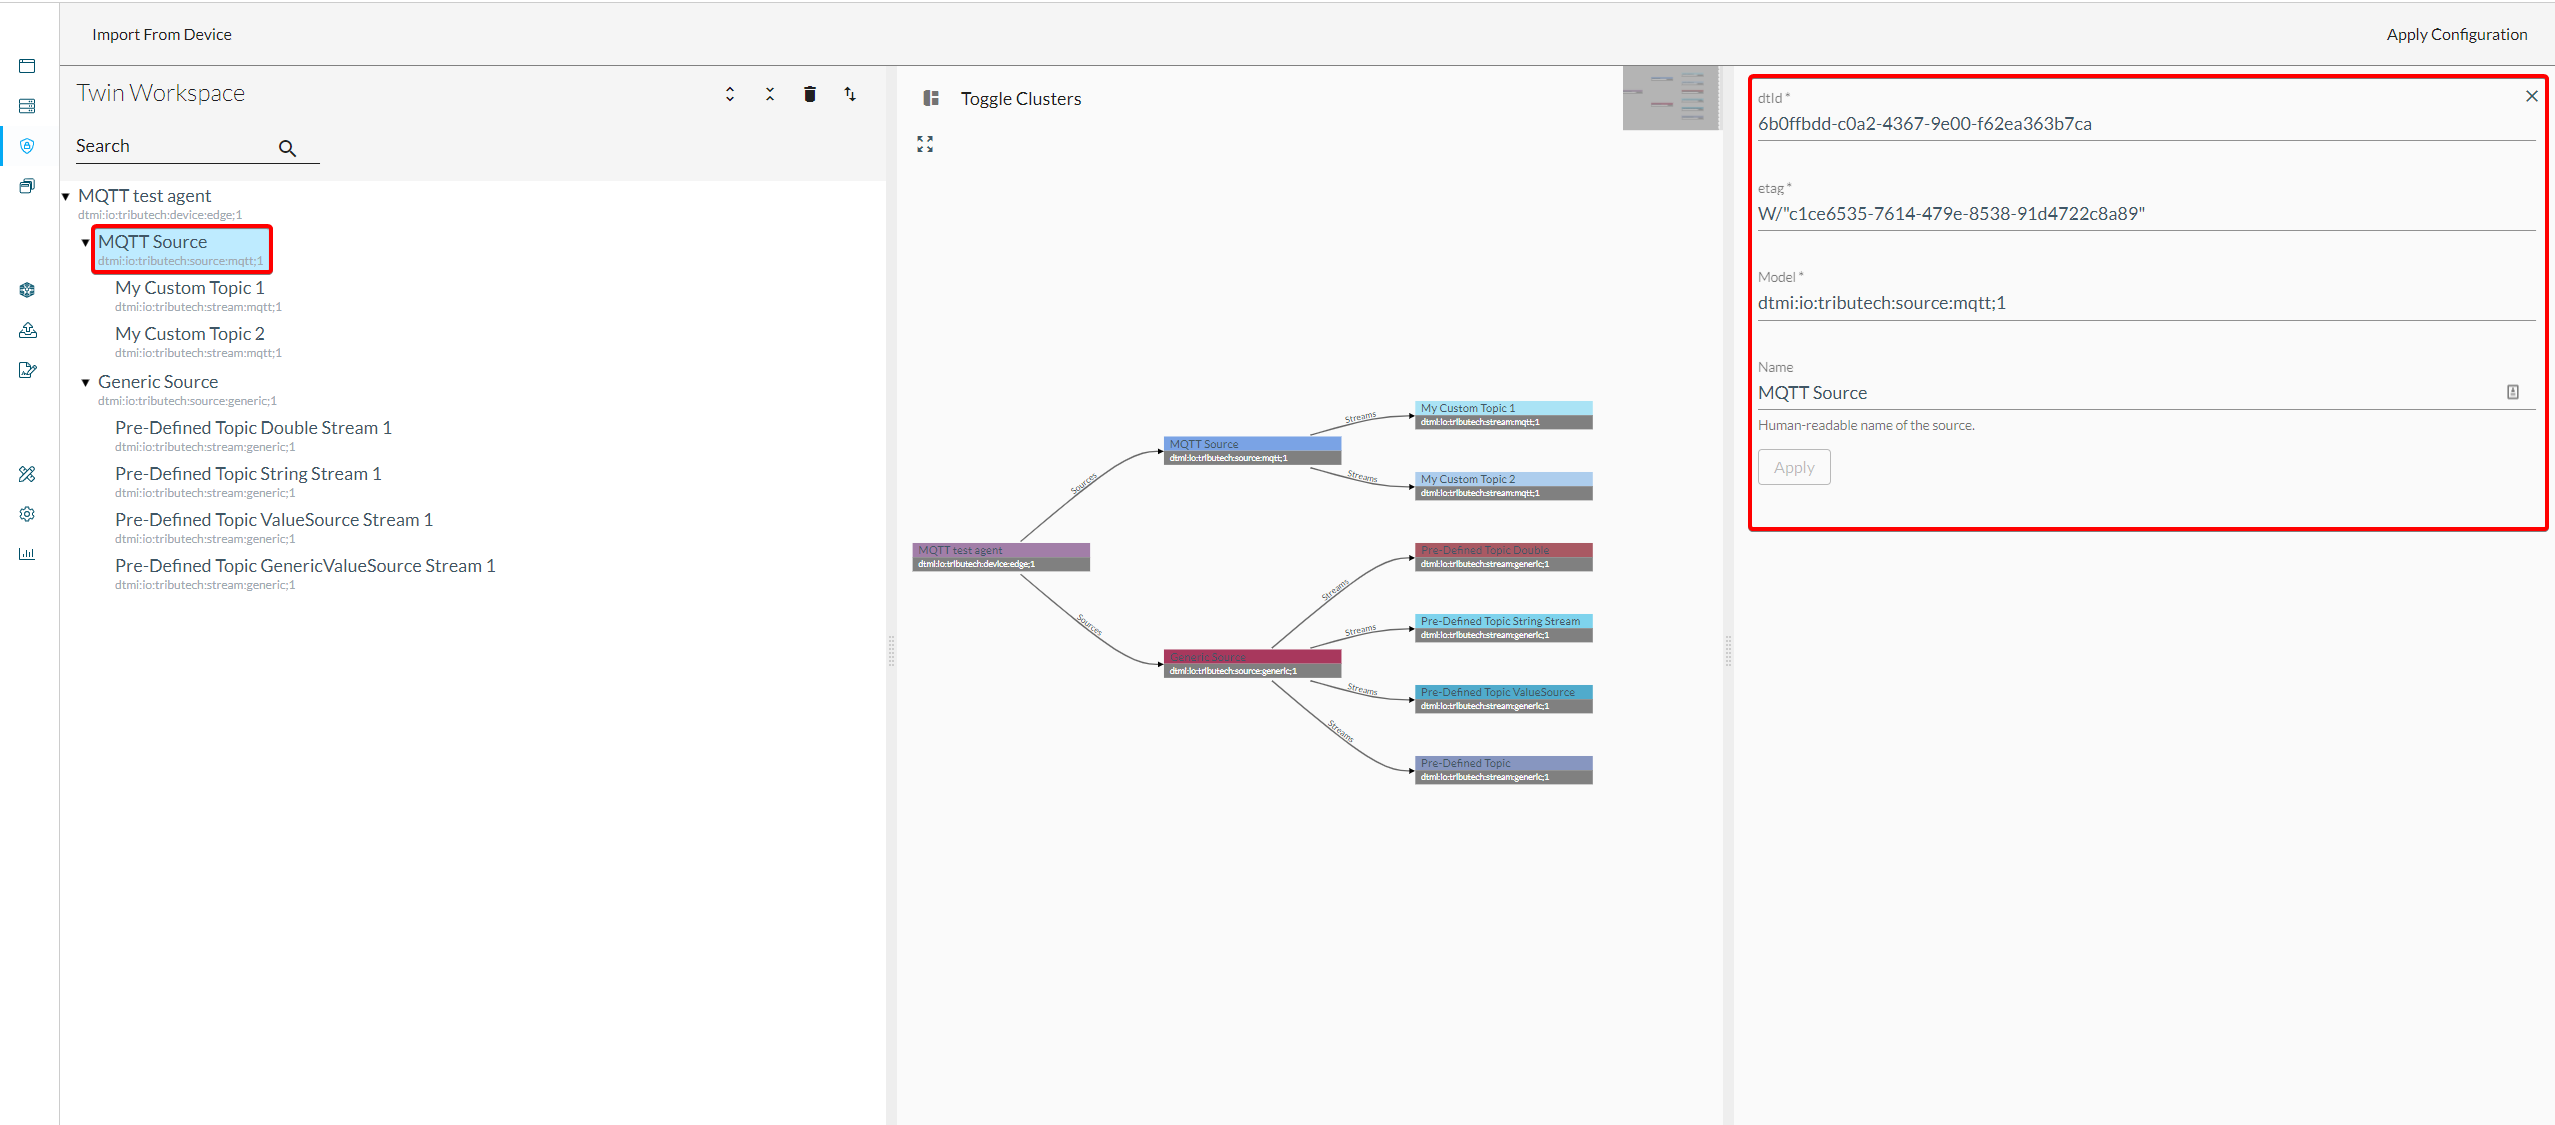 Import From Device
Apply Configuration
Twin Workspace
Search
MQTT test agent
dtmi:io:tributech:device:edge;1
MQTT Source
dtmi:io:tributech:source:mqtt;1
My Custom Topic 1
dtmi:io:tributech:stream:mqtt;1
My Custom Topic 2
dtmi:io:tributech:stream:mqtt;1
Generic Source
dtmi:io:tributech:source:generic;1
Pre-Defined Topic Double Stream 1
dtmi:io:tributech:stream:generic;1
Pre-Defined Topic String Stream 1
dtmi:io:tributech:stream:generic;1
Pre-Defined Topic ValueSource Stream 1
dtmi:io:tributech:stream:generic;1
Pre-Defined Topic GenericValueSource Stream 1
dtmi:io:tributech:stream:generic;1
Toggle Clusters
MQTT test agent
dtmi:io:tributech:device:edge;1
Sources
Sources
MQTT Source
dtmi:io:tributech:source:mqtt;1
Generic Source
dtmi:io:tributech:source:generic;1
Streams
Streams
Streams
Streams
Streams
Streams
My Custom Topic 1
dtmi:io:tributech:stream:mqtt;1
My Custom Topic 2
dtmi:io:tributech:stream:mqtt;1
Pre-Defined Topic Double
dtmi:io:tributech:stream:generic;1
Pre-Defined Topic String Stream
dtmi:io:tributech:stream:generic;1
Pre-Defined Topic ValueSource
dtmi:io:tributech:stream:generic;1
Pre-Defined Topic
dtmi:io:tributech:stream:generic;1
dtId *
6b0ffbdd-c0a2-4367-9e00-f62ea363b7ca
etag *
W/"c1ce6535-7614-479e-8538-91d4722c8a89"
Model *
dtmi:io:tributech:source:mqtt;1
Name
MQTT Source
Human-readable name of the source.
Apply